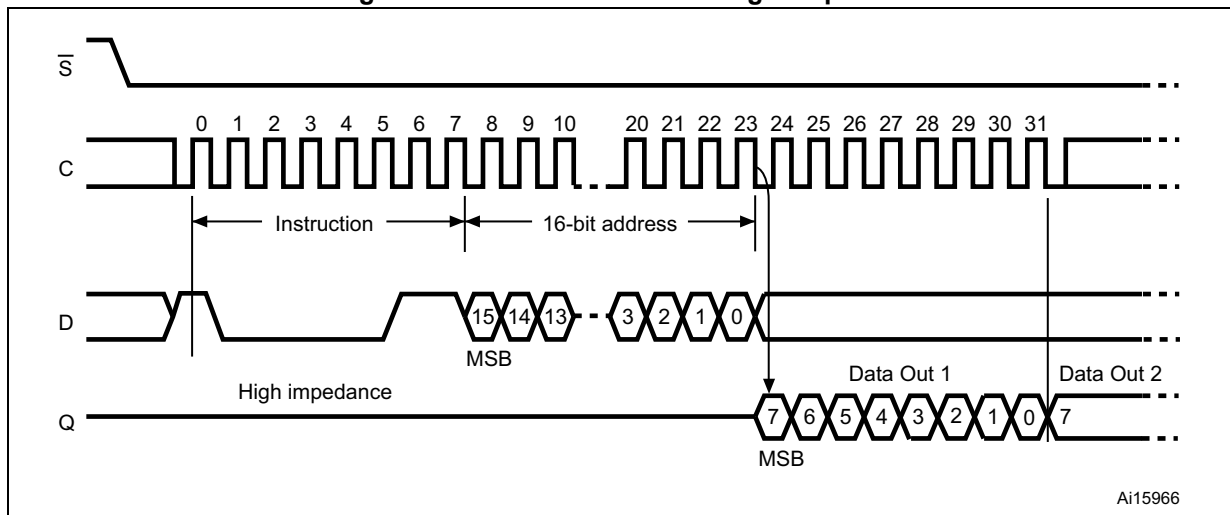 S
0 1 2 3 4 5 6 7 8 9 10 20 21 22 23 24 25 26 27 28 29 30 31
C
Instruction 16-bit address
D 15 14 13 3 2 1 0
MSB
High impedance Data Out 1 Data Out 2
Q 7 6 5 4 3 2 1 0 7
MSB
Ai15966